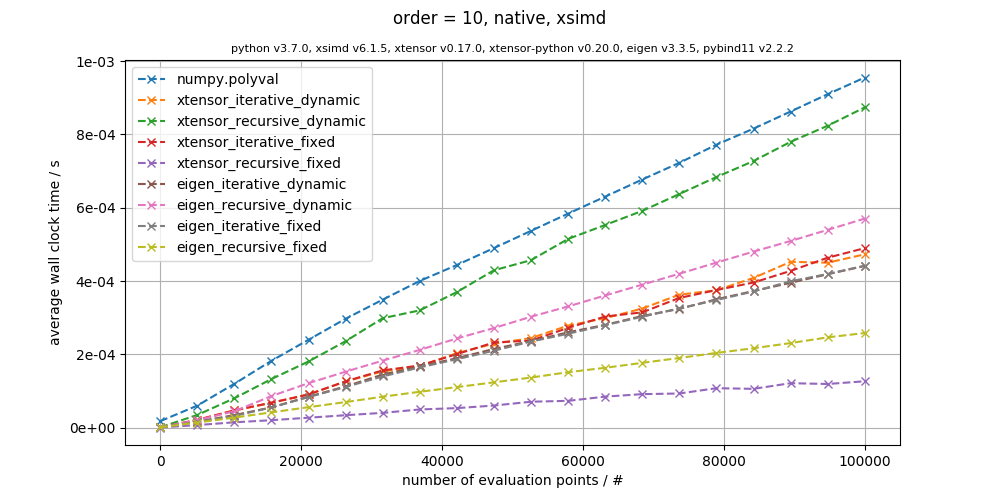 order = 10, native, xsimd
python v3.7.0, xsimd v6.1.5, xtensor v0.17.0, xtensor-python v0.20.0, eigen v3.3.5, pybind11 v2.2.2
1e-03
8e-04
6e-04
4e-04
2e-04
0e+00
average wall clock time / s
numpy.polyval
xtensor_iterative_dynamic
xtensor_recursive_dynamic
xtensor_iterative_fixed
xtensor_recursive_fixed
eigen_iterative_dynamic
eigen_recursive_dynamic
eigen_iterative_fixed
eigen_recursive_fixed
0 20000 40000 60000 80000 100000
number of evaluation points / #